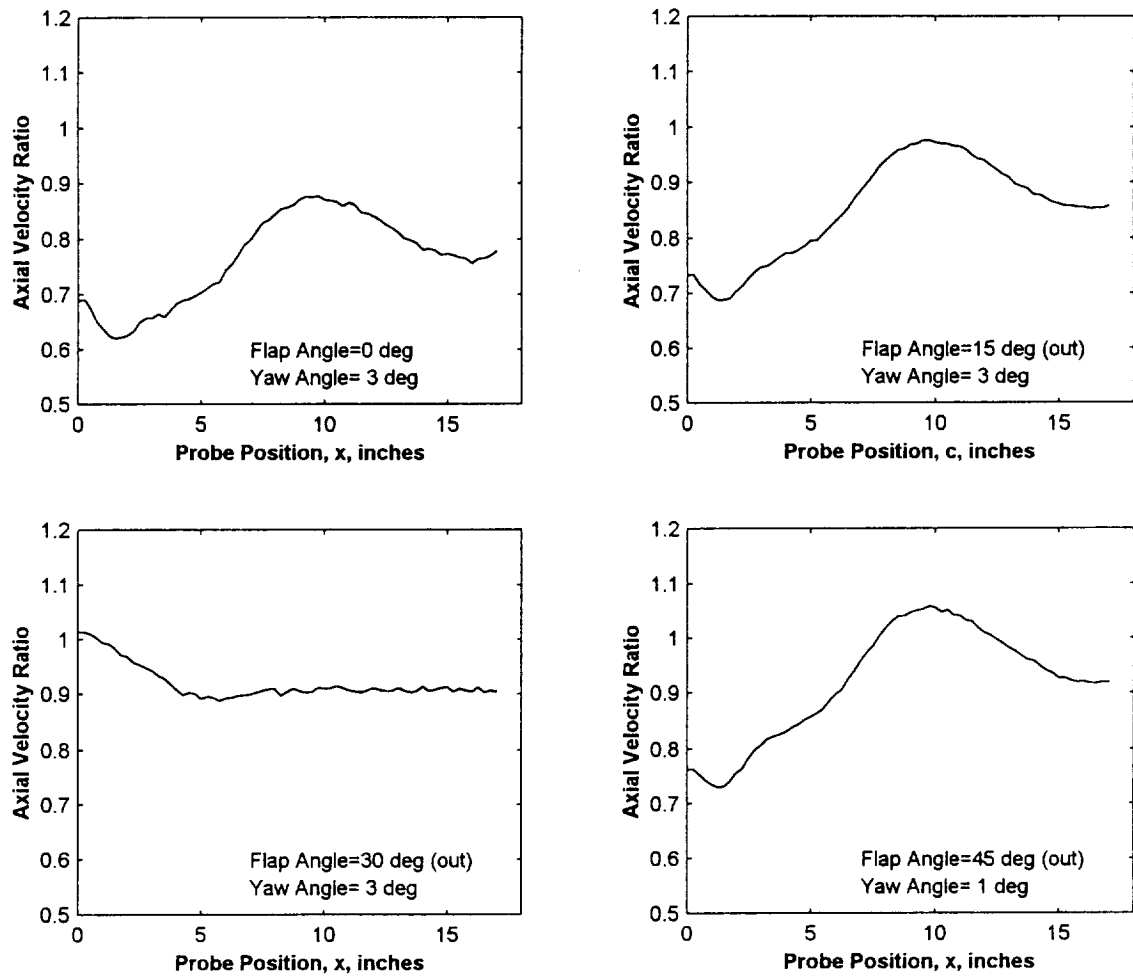 1.2
1.1
1
0.9
0.8
0.7
0.6
0.5
Axial Velocity Ratio
Flap Angle=0 deg
Yaw Angle= 3 deg
0 5 10 15
Probe Position, x, inches
1.2
1.1
1
0.9
0.8
0.7
0.6
0.5
Axial Velocity Ratio
Flap Angle=15 deg (out)
Yaw Angle= 3 deg
0 5 10 15
Probe Position, c, inches
1.2
1.1
1
0.9
0.8
0.7
0.6
0.5
Axial Velocity Ratio
Flap Angle=30 deg (out)
Yaw Angle= 3 deg
0 5 10 15
Probe Position, x, inches
1.2
1.1
1
0.9
0.8
0.7
0.6
0.5
Axial Velocity Ratio
Flap Angle=45 deg (out)
Yaw Angle= 1 deg
0 5 10 15
Probe Position, x, inches